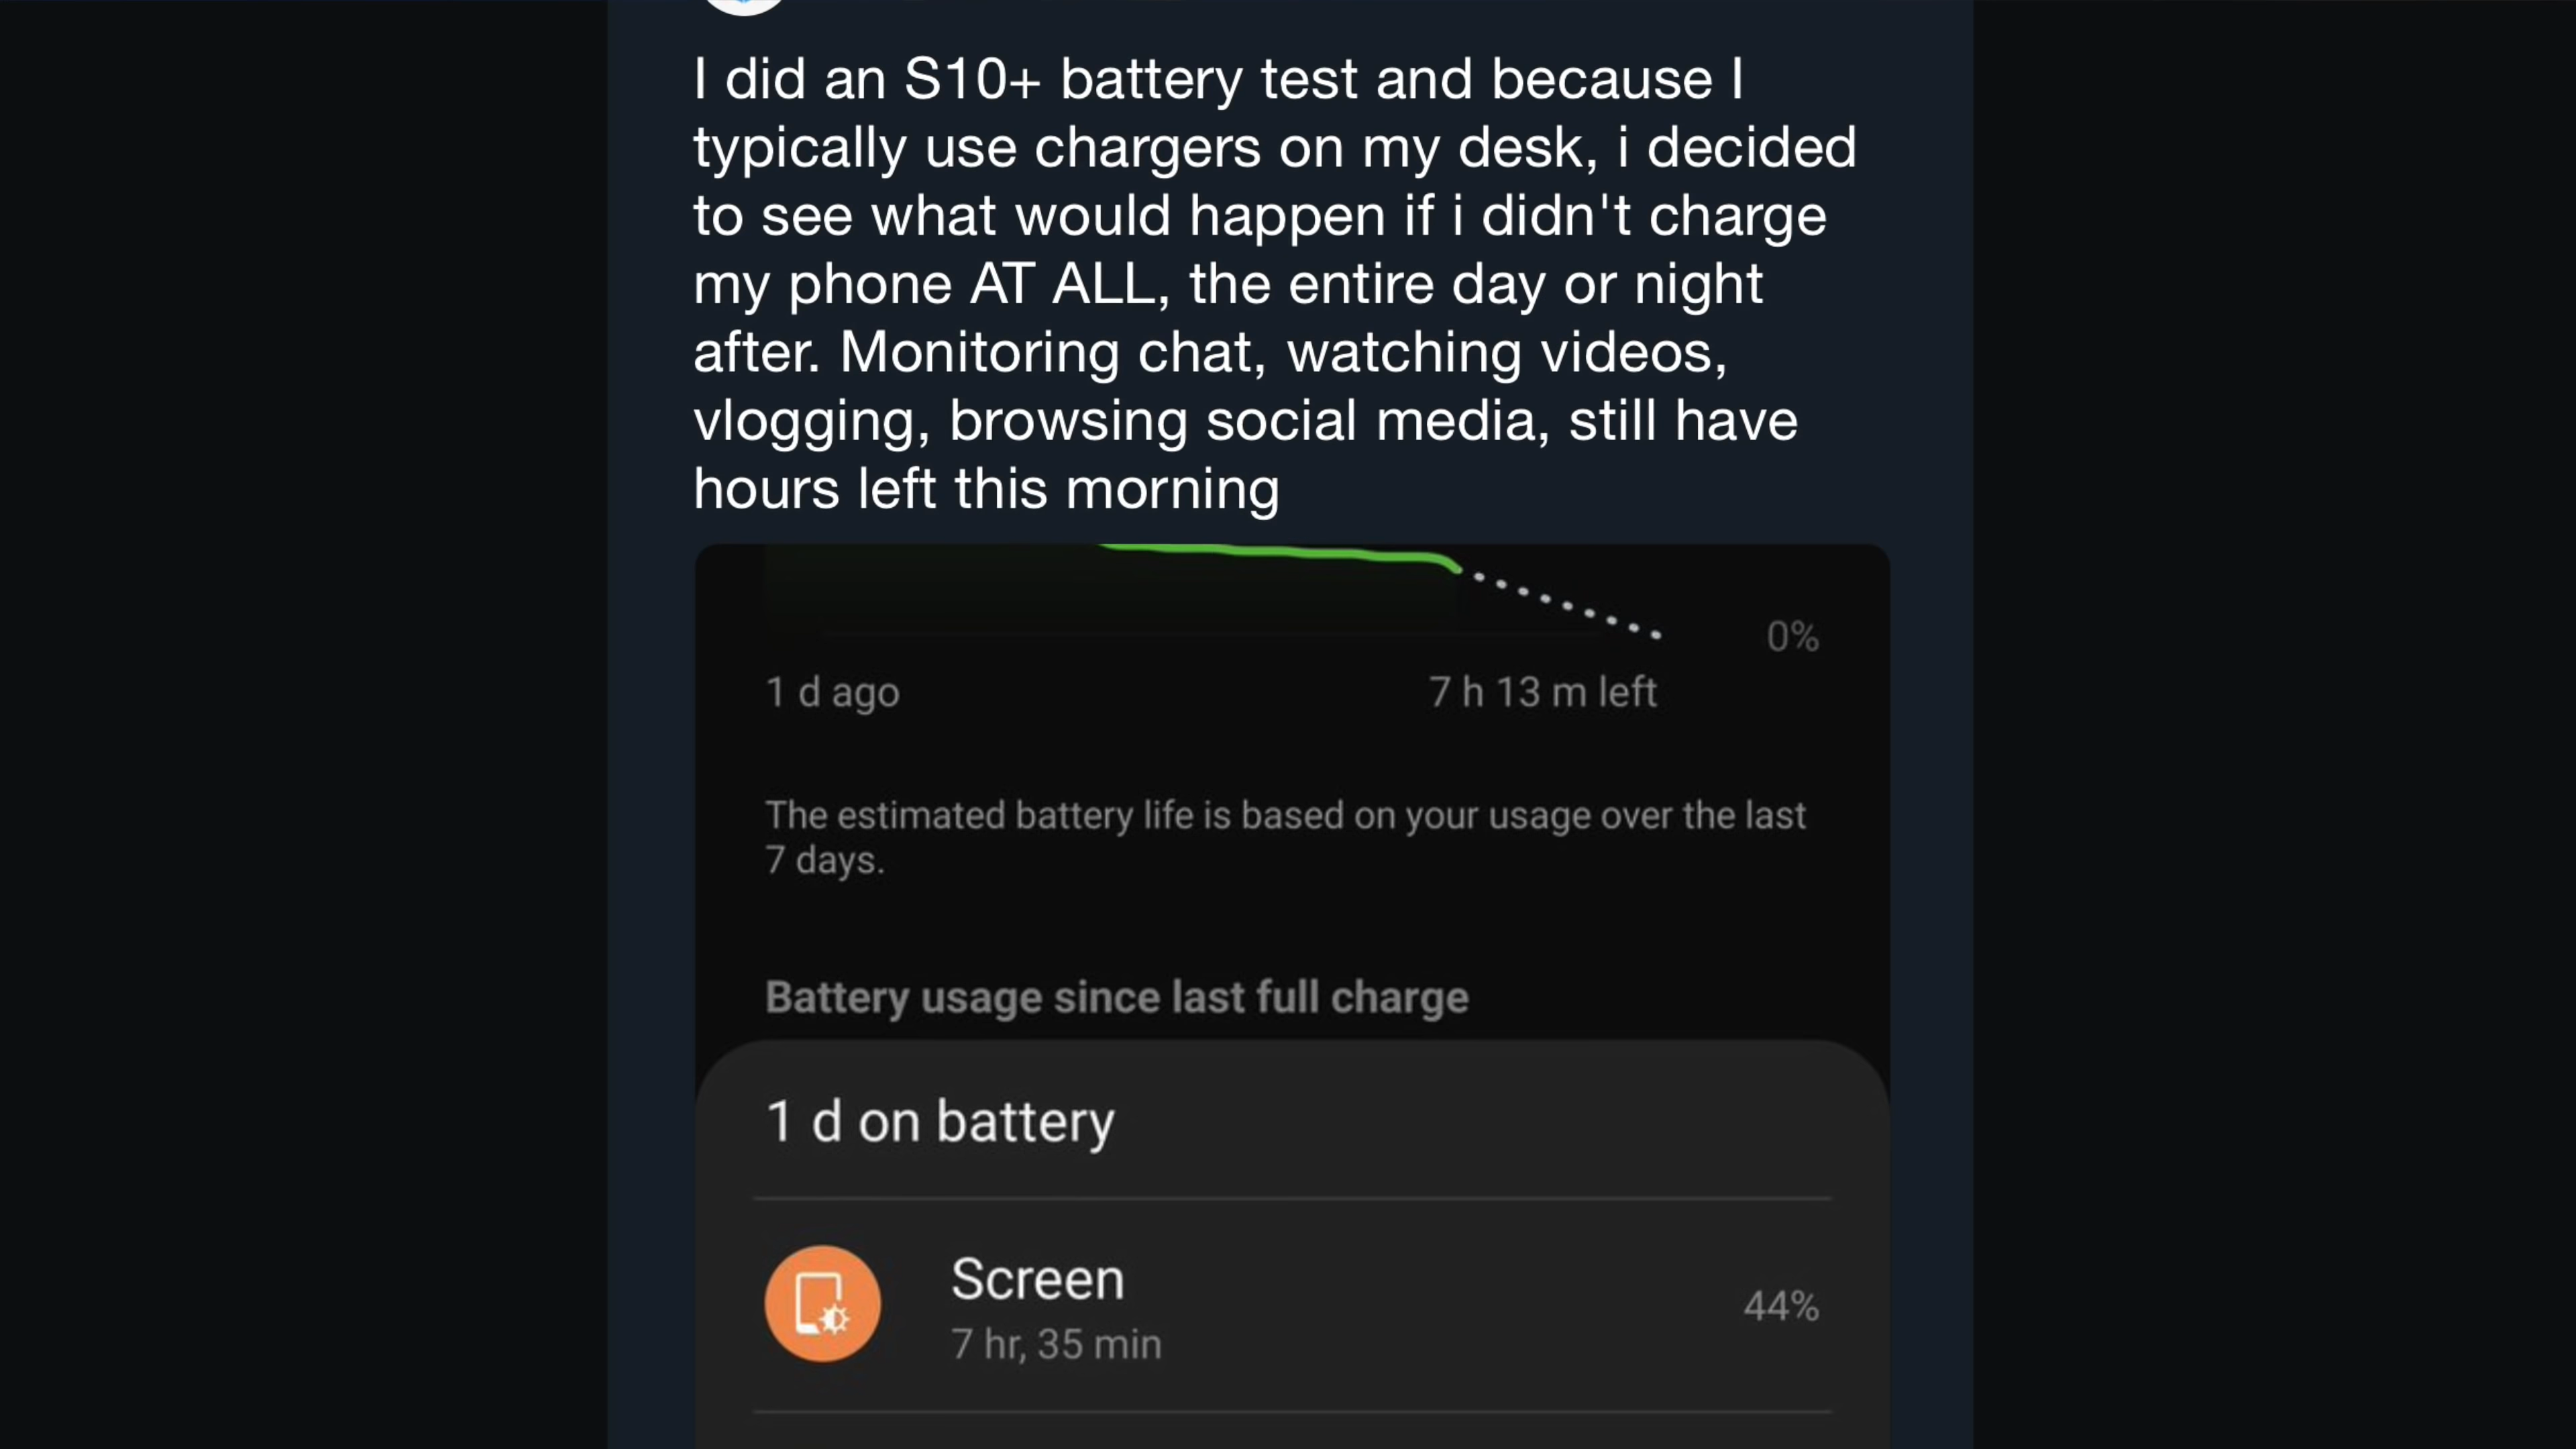 I did an S10+ battery test and because I
typically use chargers on my desk, i decided
to see what would happen if i didn't charge
my phone AT ALL, the entire day or night
after. Monitoring chat, watching videos,
vlogging, browsing social media, still have
hours left this morning
0%
1 d ago
7 h 13 m left
The estimated battery life is based on your usage over the last
7 days.
Battery usage since last full charge
1 d on battery
Screen
44%
7 hr, 35 min